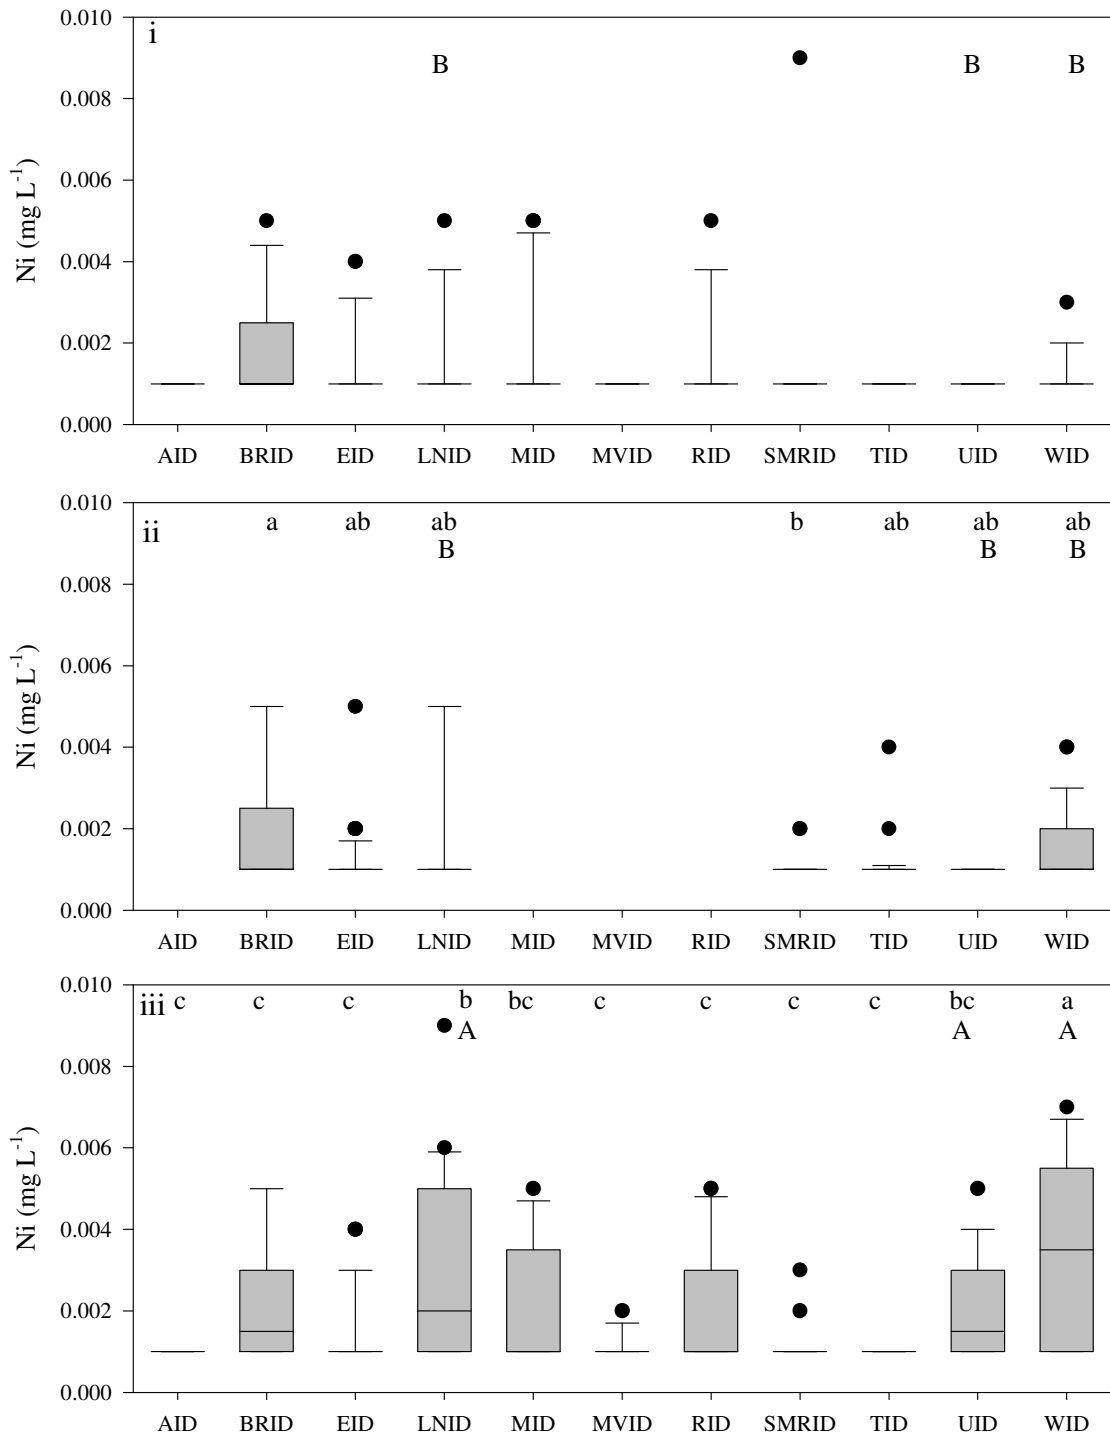 0.010
i
B B B
0.008
0.006
Ni (mg L⁻¹)
0.004
0.002
0.000
AID BRID EID LNID MID MVID RID SMRID TID UID WID
0.010
ii
a ab ab b ab ab ab
B B B
0.008
0.006
Ni (mg L⁻¹)
0.004
0.002
0.000
AID BRID EID LNID MID MVID RID SMRID TID UID WID
0.010
iii c c c b bc c c c c bc a
A A A
0.008
0.006
Ni (mg L⁻¹)
0.004
0.002
0.000
AID BRID EID LNID MID MVID RID SMRID TID UID WID